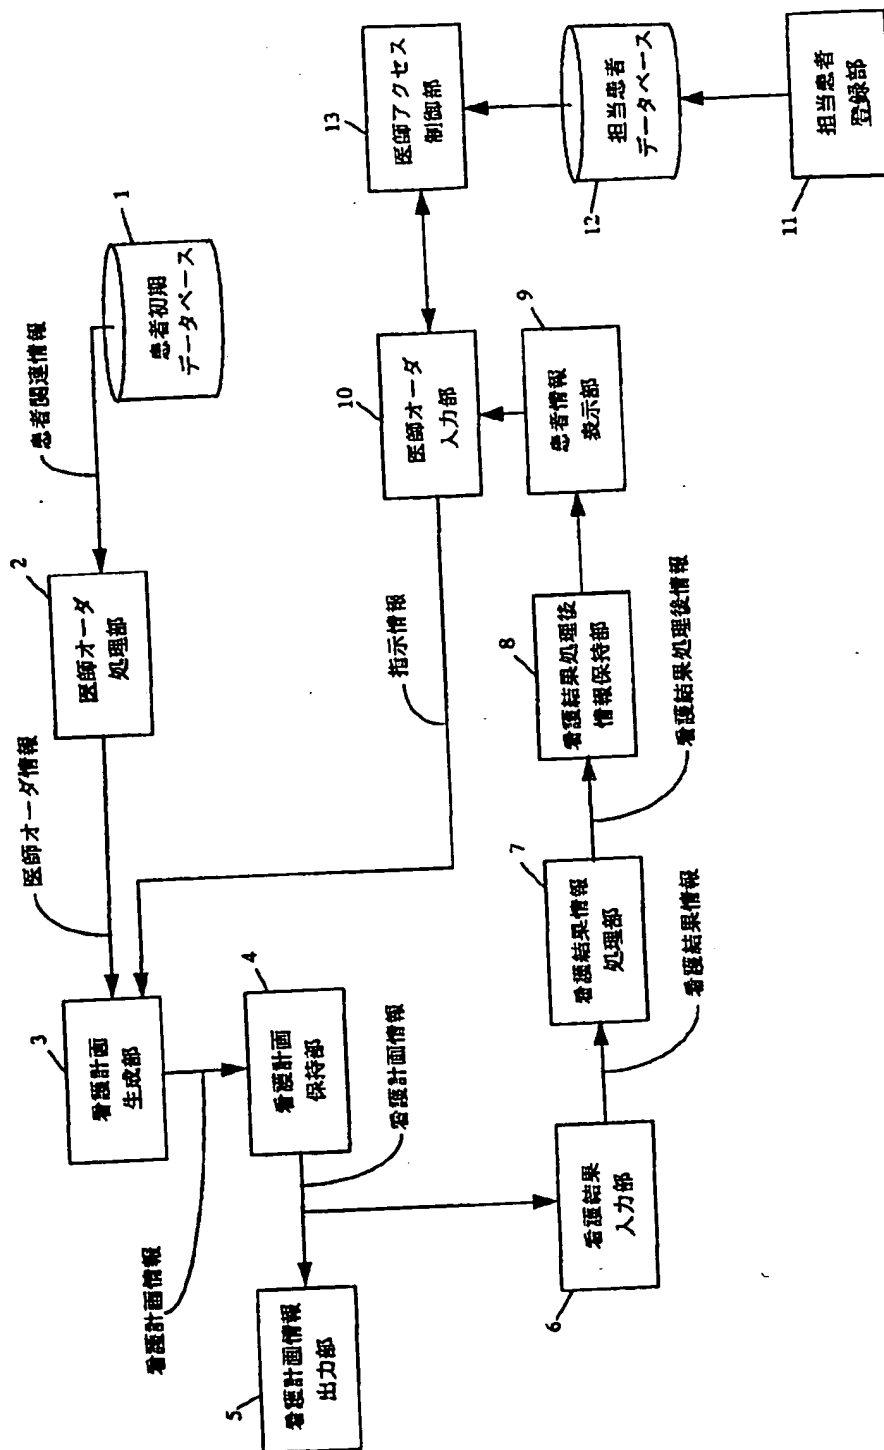 1
患者初期
データベース
患者関連情報
2
医師オーダ
処理部
医師オーダ情報
3
看護計画
生成部
看護計画情報
4
看護計画
保持部
看護計画情報
5
看護計画情報
出力部
6
看護結果
入力部
看護結果情報
7
看護結果情報
処理部
看護結果処理後情報
8
看護結果処理後
情報保持部
9
患者情報
表示部
10
医師オーダ
入力部
指示情報
11
担当患者
登録部
12
担当患者
データベース
13
医師アクセス
制御部